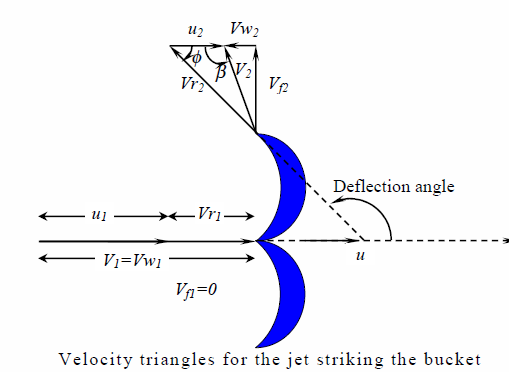 u2 Vw2
ϕ β V2
Vr2 Vf2
Deflection angle
u1 Vr1
u
V1=Vw1
Vf1=0
Velocity triangles for the jet striking the bucket